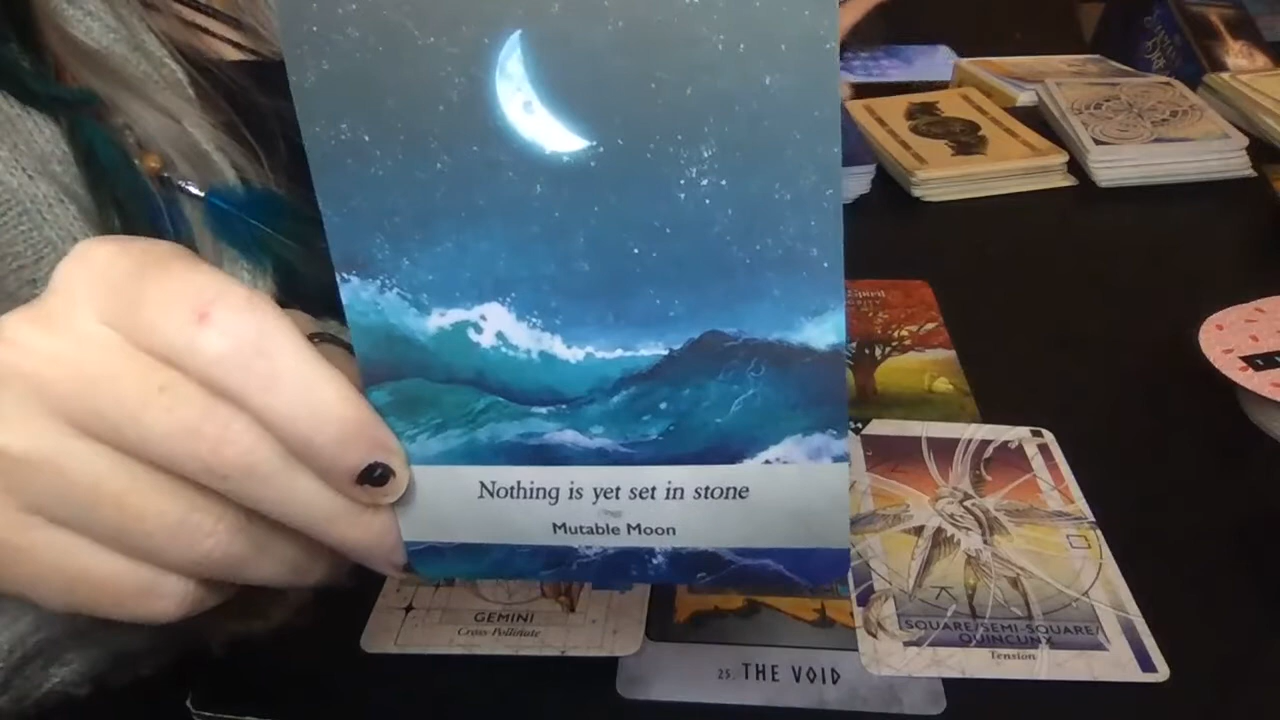 Nothing is yet set in stone
Mutable Moon
Spirit
GEMINI
Cross-Pollinate
25. THE VOID
SQUARE/SEMI-SQUARE/
QUINCUNX
Tension